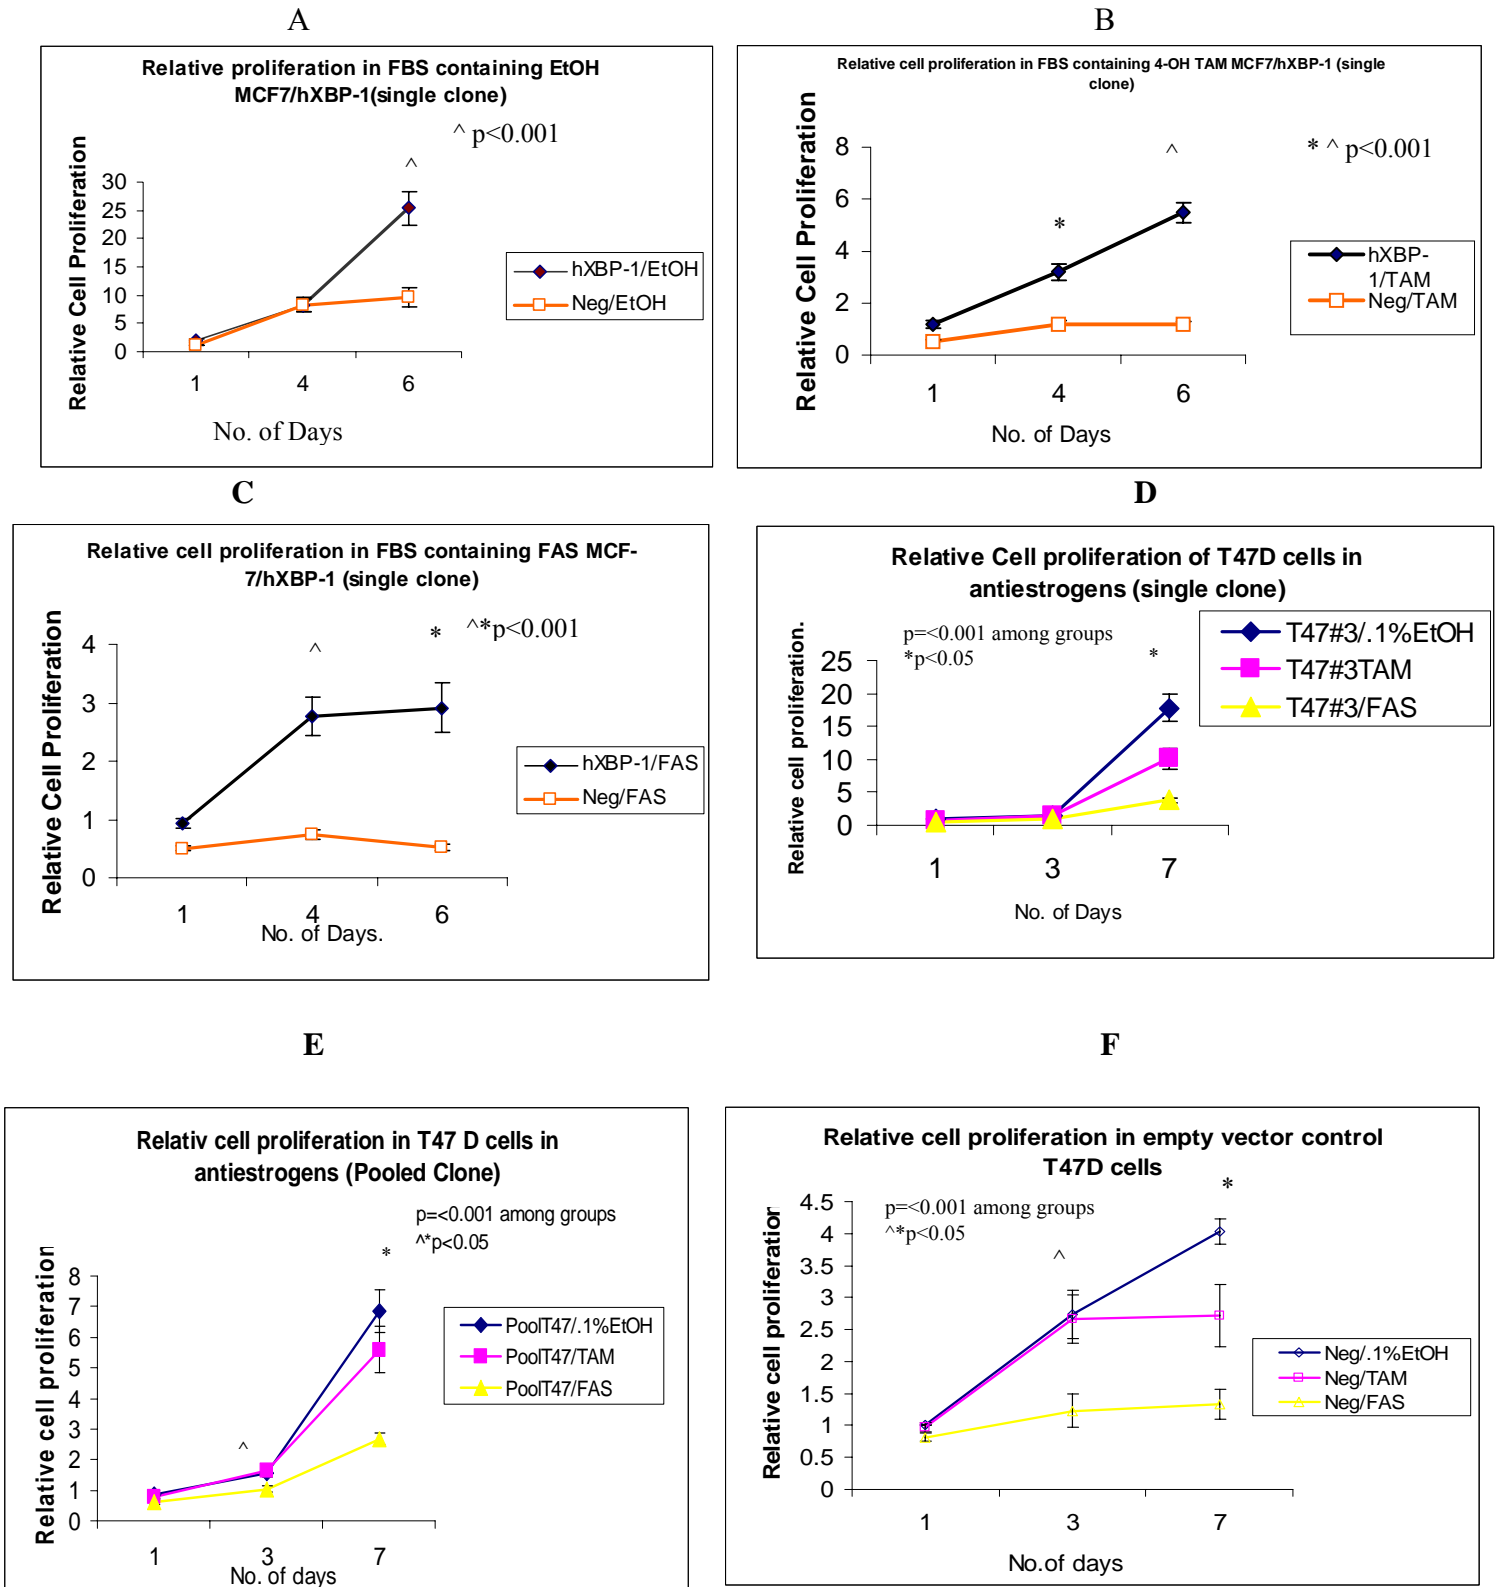 A
Relative proliferation in FBS containing EtOH
MCF7/hXBP-1(single clone)
^ p<0.001
^
Relative Cell Proliferation
30
25
20
15
10
5
0
1 4 6
No. of Days
hXBP-1/EtOH
Neg/EtOH
B
Relative cell proliferation in FBS containing 4-OH TAM MCF7/hXBP-1 (single
clone)
* ^ p<0.001
^
*
Relative Cell Proliferation
8
6
4
2
0
1 4 6
No. of Days
hXBP-
1/TAM
Neg/TAM
C
Relative cell proliferation in FBS containing FAS MCF-
7/hXBP-1 (single clone)
^*p<0.001
*
^
Relative Cell Proliferation
4
3
2
1
0
1 4 6
No. of Days.
hXBP-1/FAS
Neg/FAS
D
Relative Cell proliferation of T47D cells in
antiestrogens (single clone)
p=<0.001 among groups
*p<0.05
*
Relative cell proliferation.
25
20
15
10
5
0
1 3 7
No. of Days
T47#3/.1%EtOH
T47#3TAM
T47#3/FAS
E
Relativ cell proliferation in T47 D cells in
antiestrogens (Pooled Clone)
p=<0.001 among groups
^*p<0.05
*
^
Relative cell proliferation
8
7
6
5
4
3
2
1
0
1 3 7
No. of days
PoolT47/.1%EtOH
PoolT47/TAM
PoolT47/FAS
F
Relative cell proliferation in empty vector control
T47D cells
*
p=<0.001 among groups
^*p<0.05
^
Relative cell proliferation
4.5
4
3.5
3
2.5
2
1.5
1
0.5
0
1 3 7
No.of days
Neg/.1%EtOH
Neg/TAM
Neg/FAS